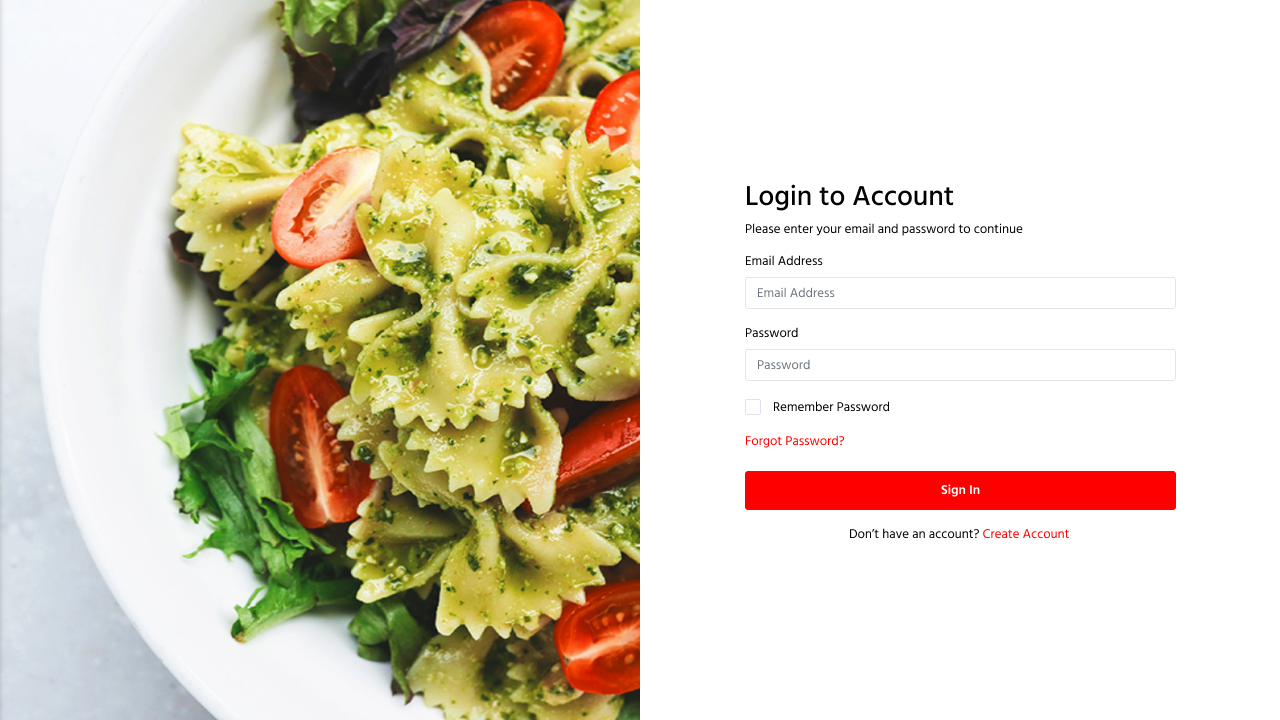 Login to Account
Please enter your email and password to continue
Email Address
Email Address
Password
Password
Remember Password
Forgot Password?
Sign In
Don’t have an account? Create Account